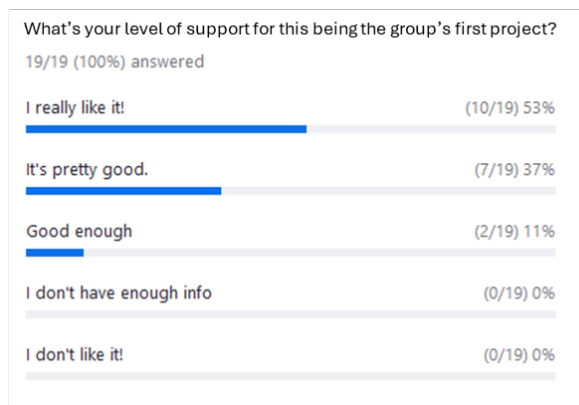 What's your level of support for this being the group's first project?
19/19 (100%) answered
I really like it! (10/19) 53%
It's pretty good. (7/19) 37%
Good enough (2/19) 11%
I don't have enough info (0/19) 0%
I don't like it! (0/19) 0%